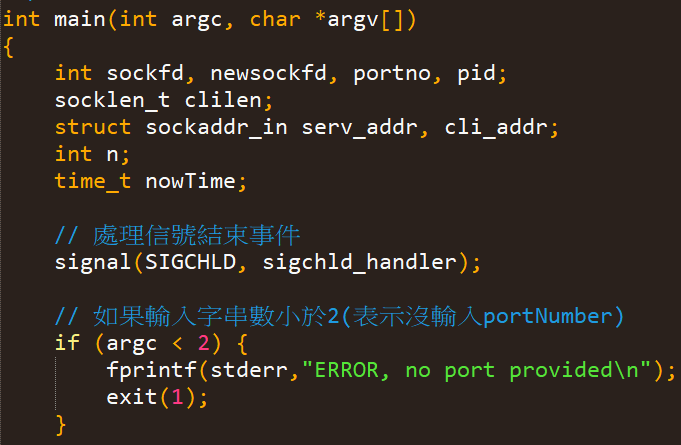 int main(int argc, char *argv[])
{
    int sockfd, newsockfd, portno, pid;
    socklen_t clilen;
    struct sockaddr_in serv_addr, cli_addr;
    int n;
    time_t nowTime;
    // 處理信號結束事件
    signal(SIGCHLD, sigchld_handler);
    // 如果輸入字串數小於2(表示沒輸入portNumber)
    if (argc < 2) {
        fprintf(stderr,"ERROR, no port provided\n");
        exit(1);
    }